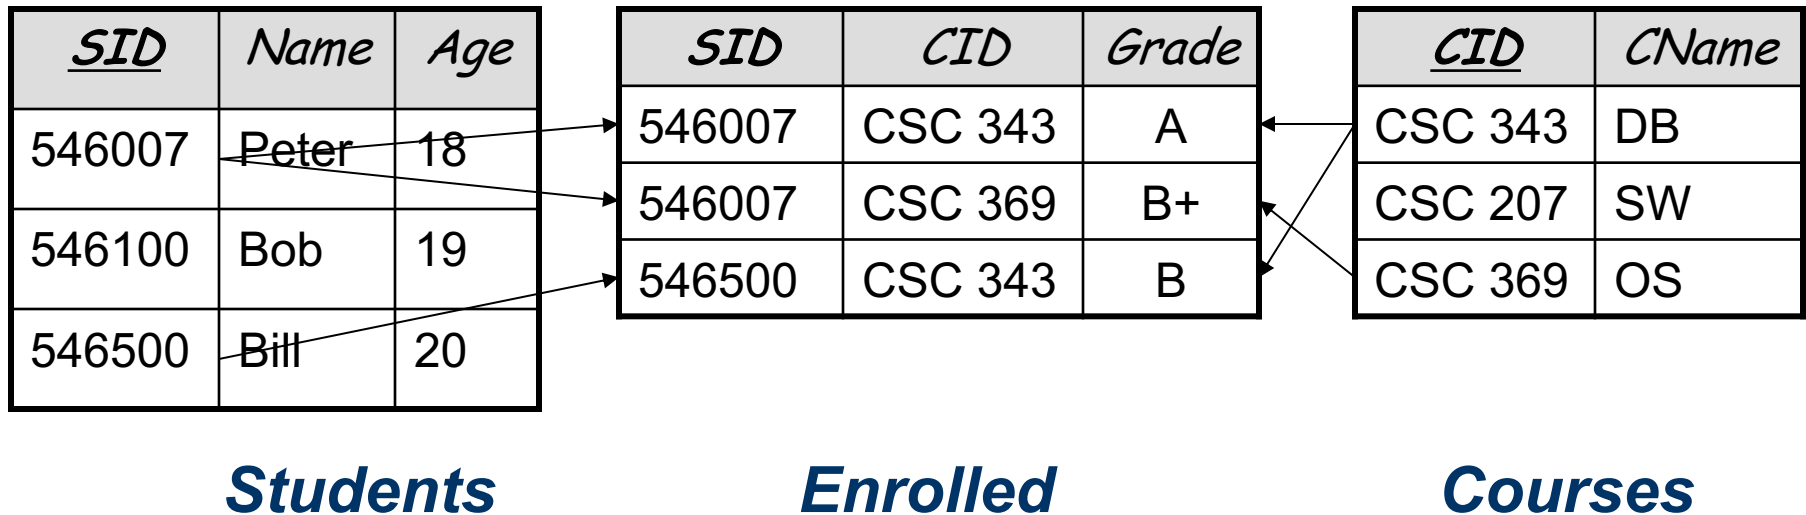 SID Name Age
546007 Peter 18
546100 Bob 19
546500 Bill 20
Students
SID CID Grade
546007 CSC 343 A
546007 CSC 369 B+
546500 CSC 343 B
Enrolled
CID CName
CSC 343 DB
CSC 207 SW
CSC 369 OS
Courses